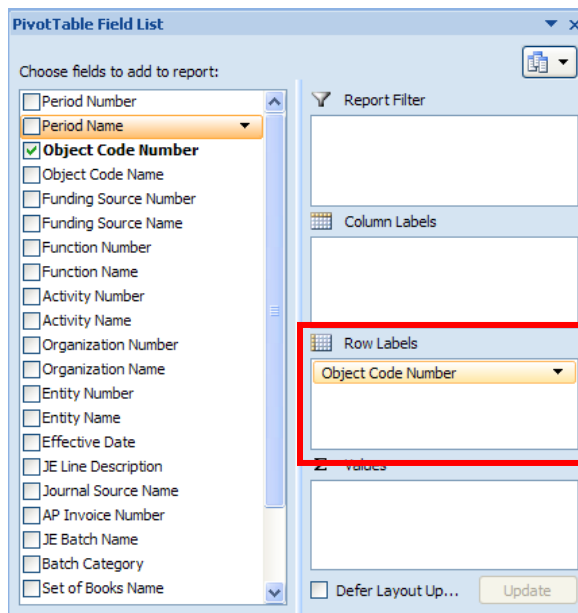 PivotTable Field List
Choose fields to add to report:
Period Number
Period Name
Object Code Number
Object Code Name
Funding Source Number
Funding Source Name
Function Number
Function Name
Activity Number
Activity Name
Organization Number
Organization Name
Entity Number
Entity Name
Effective Date
JE Line Description
Journal Source Name
AP Invoice Number
JE Batch Name
Batch Category
Set of Books Name
Report Filter
Column Labels
Row Labels
Object Code Number
Σ Values
Defer Layout Up... Update